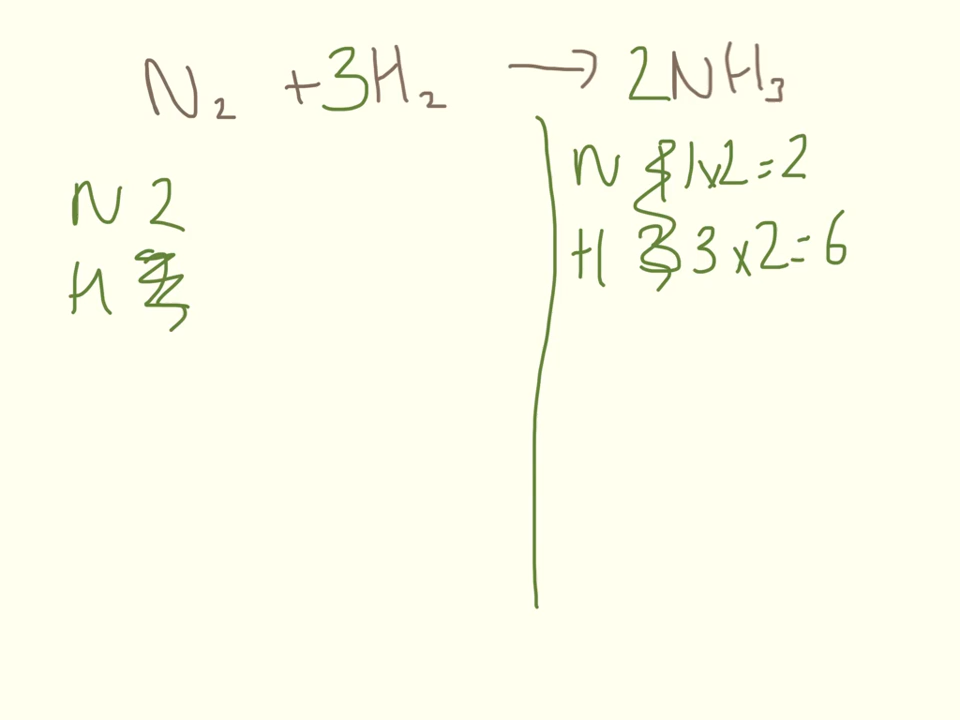 N₂ + 3H₂ → 2NH₃
N 2
H
N 1x2=2
H 3x2=6